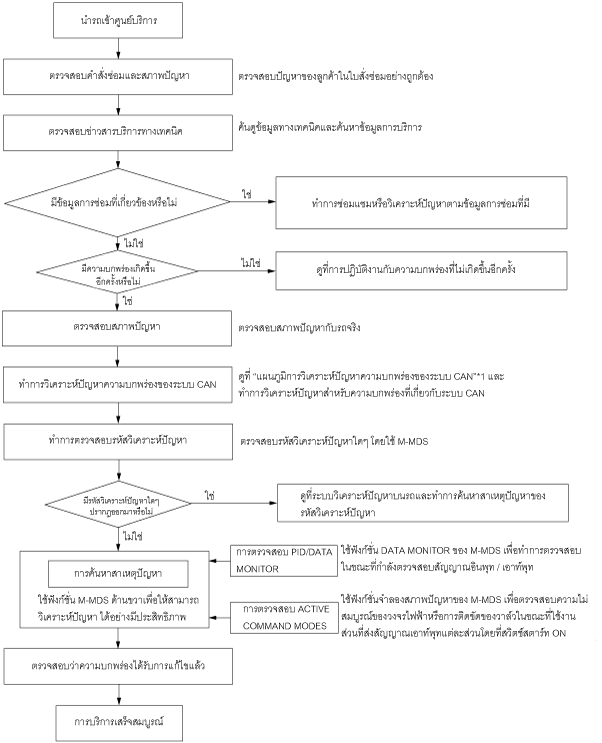 นำรถเข้าศูนย์บริการ
ตรวจสอบคำสั่งซ่อมและสภาพปัญหา
ตรวจสอบปัญหาของลูกค้าในใบสั่งซ่อมอย่างถูกต้อง
ตรวจสอบข่าวสารบริการทางเทคนิค
ค้นดูข้อมูลทางเทคนิคและค้นหาข้อมูลการบริการ
มีข้อมูลการซ่อมที่เกี่ยวข้องหรือไม่
ใช่
ทำการซ่อมแซมหรือวิเคราะห์ปัญหาตามข้อมูลการซ่อมที่มี
ไม่ใช่
มีความบกพร่องเกิดขึ้น
อีกครั้งหรือไม่
ไม่ใช่
ดูที่การปฏิบัติงานกับความบกพร่องที่ไม่เกิดขึ้นอีกครั้ง
ใช่
ตรวจสอบสภาพปัญหา
ตรวจสอบสภาพปัญหากับรถจริง
ทำการวิเคราะห์ปัญหาความบกพร่องของระบบ CAN
ดูที่ "แผนภูมิการวิเคราะห์ปัญหาความบกพร่องของระบบ CAN"*1 และ
ทำการวิเคราะห์ปัญหาสำหรับความบกพร่องที่เกี่ยวกับระบบ CAN
ทำการตรวจสอบรหัสวิเคราะห์ปัญหา
ตรวจสอบรหัสวิเคราะห์ปัญหาใดๆ โดยใช้ M-MDS
มีรหัสวิเคราะห์ปัญหาใดๆ
ปรากฏออกมาหรือไม่
ใช่
ดูที่ระบบวิเคราะห์ปัญหาบนรถและทำการค้นหาสาเหตุปัญหาของ
รหัสวิเคราะห์ปัญหา
ไม่ใช่
การค้นหาสาเหตุปัญหา
ใช้ฟังก์ชั่น M-MDS ด้านขวาเพื่อให้สามารถ
วิเคราะห์ปัญหา ได้อย่างมีประสิทธิภาพ
การตรวจสอบ PID/DATA
MONITOR
ใช้ฟังก์ชั่น DATA MONITOR ของ M-MDS เพื่อทำการตรวจสอบ
ในขณะที่กำลังตรวจสอบสัญญาณอินพุท / เอาท์พุท
การตรวจสอบ ACTIVE
COMMAND MODES
ใช้ฟังก์ชั่นจำลองสภาพปัญหาของ M-MDS เพื่อตรวจสอบความไม่
สมบูรณ์ของวงจรไฟฟ้าหรือการติดขัดของวาล์วในขณะที่ใช้งาน
ส่วนที่ส่งสัญญาณเอาท์พุทแต่ละส่วนโดยที่สวิตช์สตาร์ท ON
ตรวจสอบว่าความบกพร่องได้รับการแก้ไขแล้ว
การบริการเสร็จสมบูรณ์